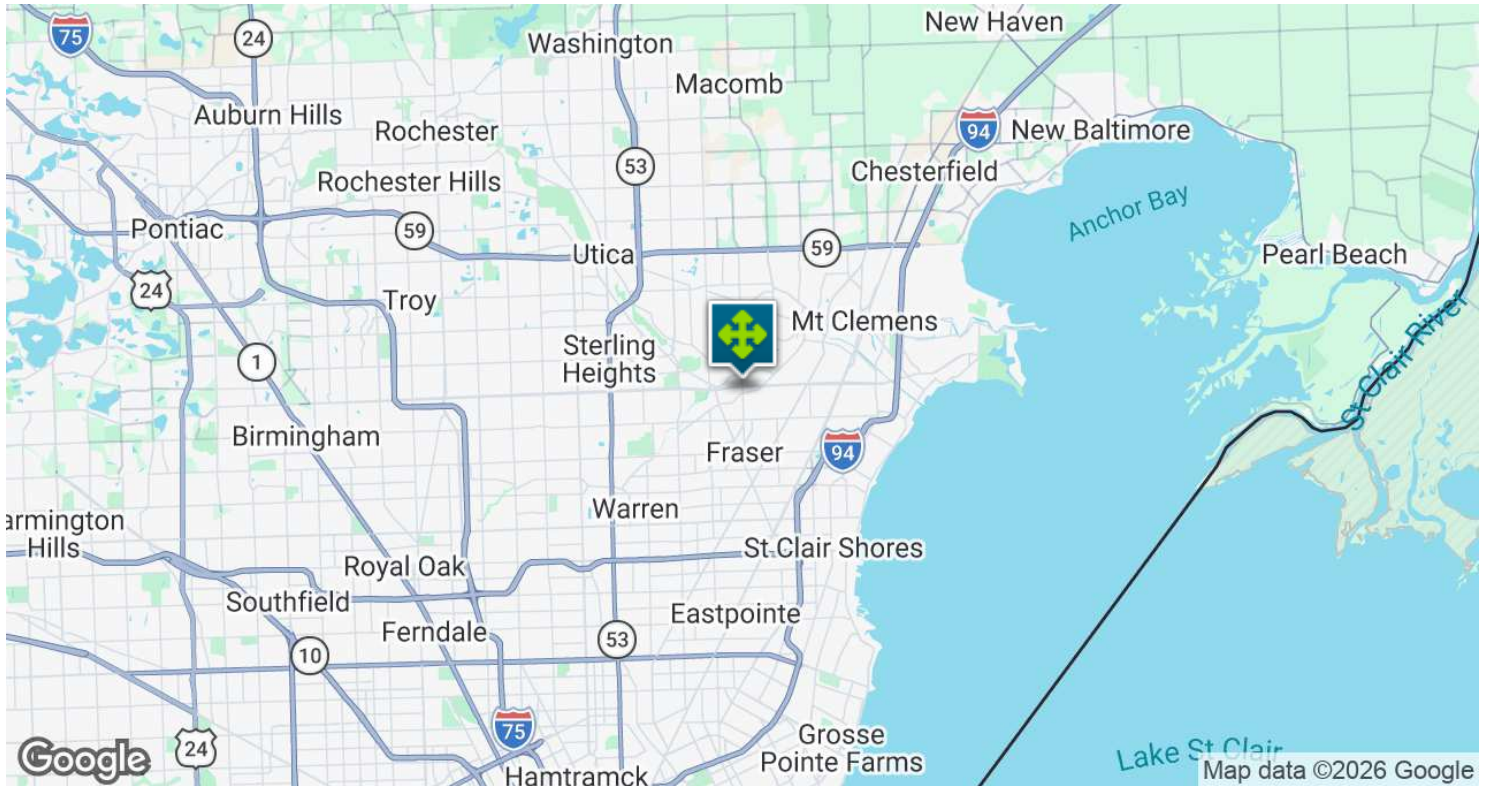 New Haven
75
24
Washington
Macomb
Auburn Hills
Rochester
94
New Baltimore
53
Chesterfield
Rochester Hills
Anchor Bay
Pontiac
59
59
Utica
Pearl Beach
24
Troy
Mt Clemens
St Clair River
Sterling
Heights
1
Birmingham
Fraser
94
Warren
armington
Hills
St Clair Shores
Royal Oak
Southfield
Eastpointe
Ferndale
53
10
75
Grosse
Pointe Farms
24
Google
Hamtramck
Lake St Clair
Map data ©2026 Google